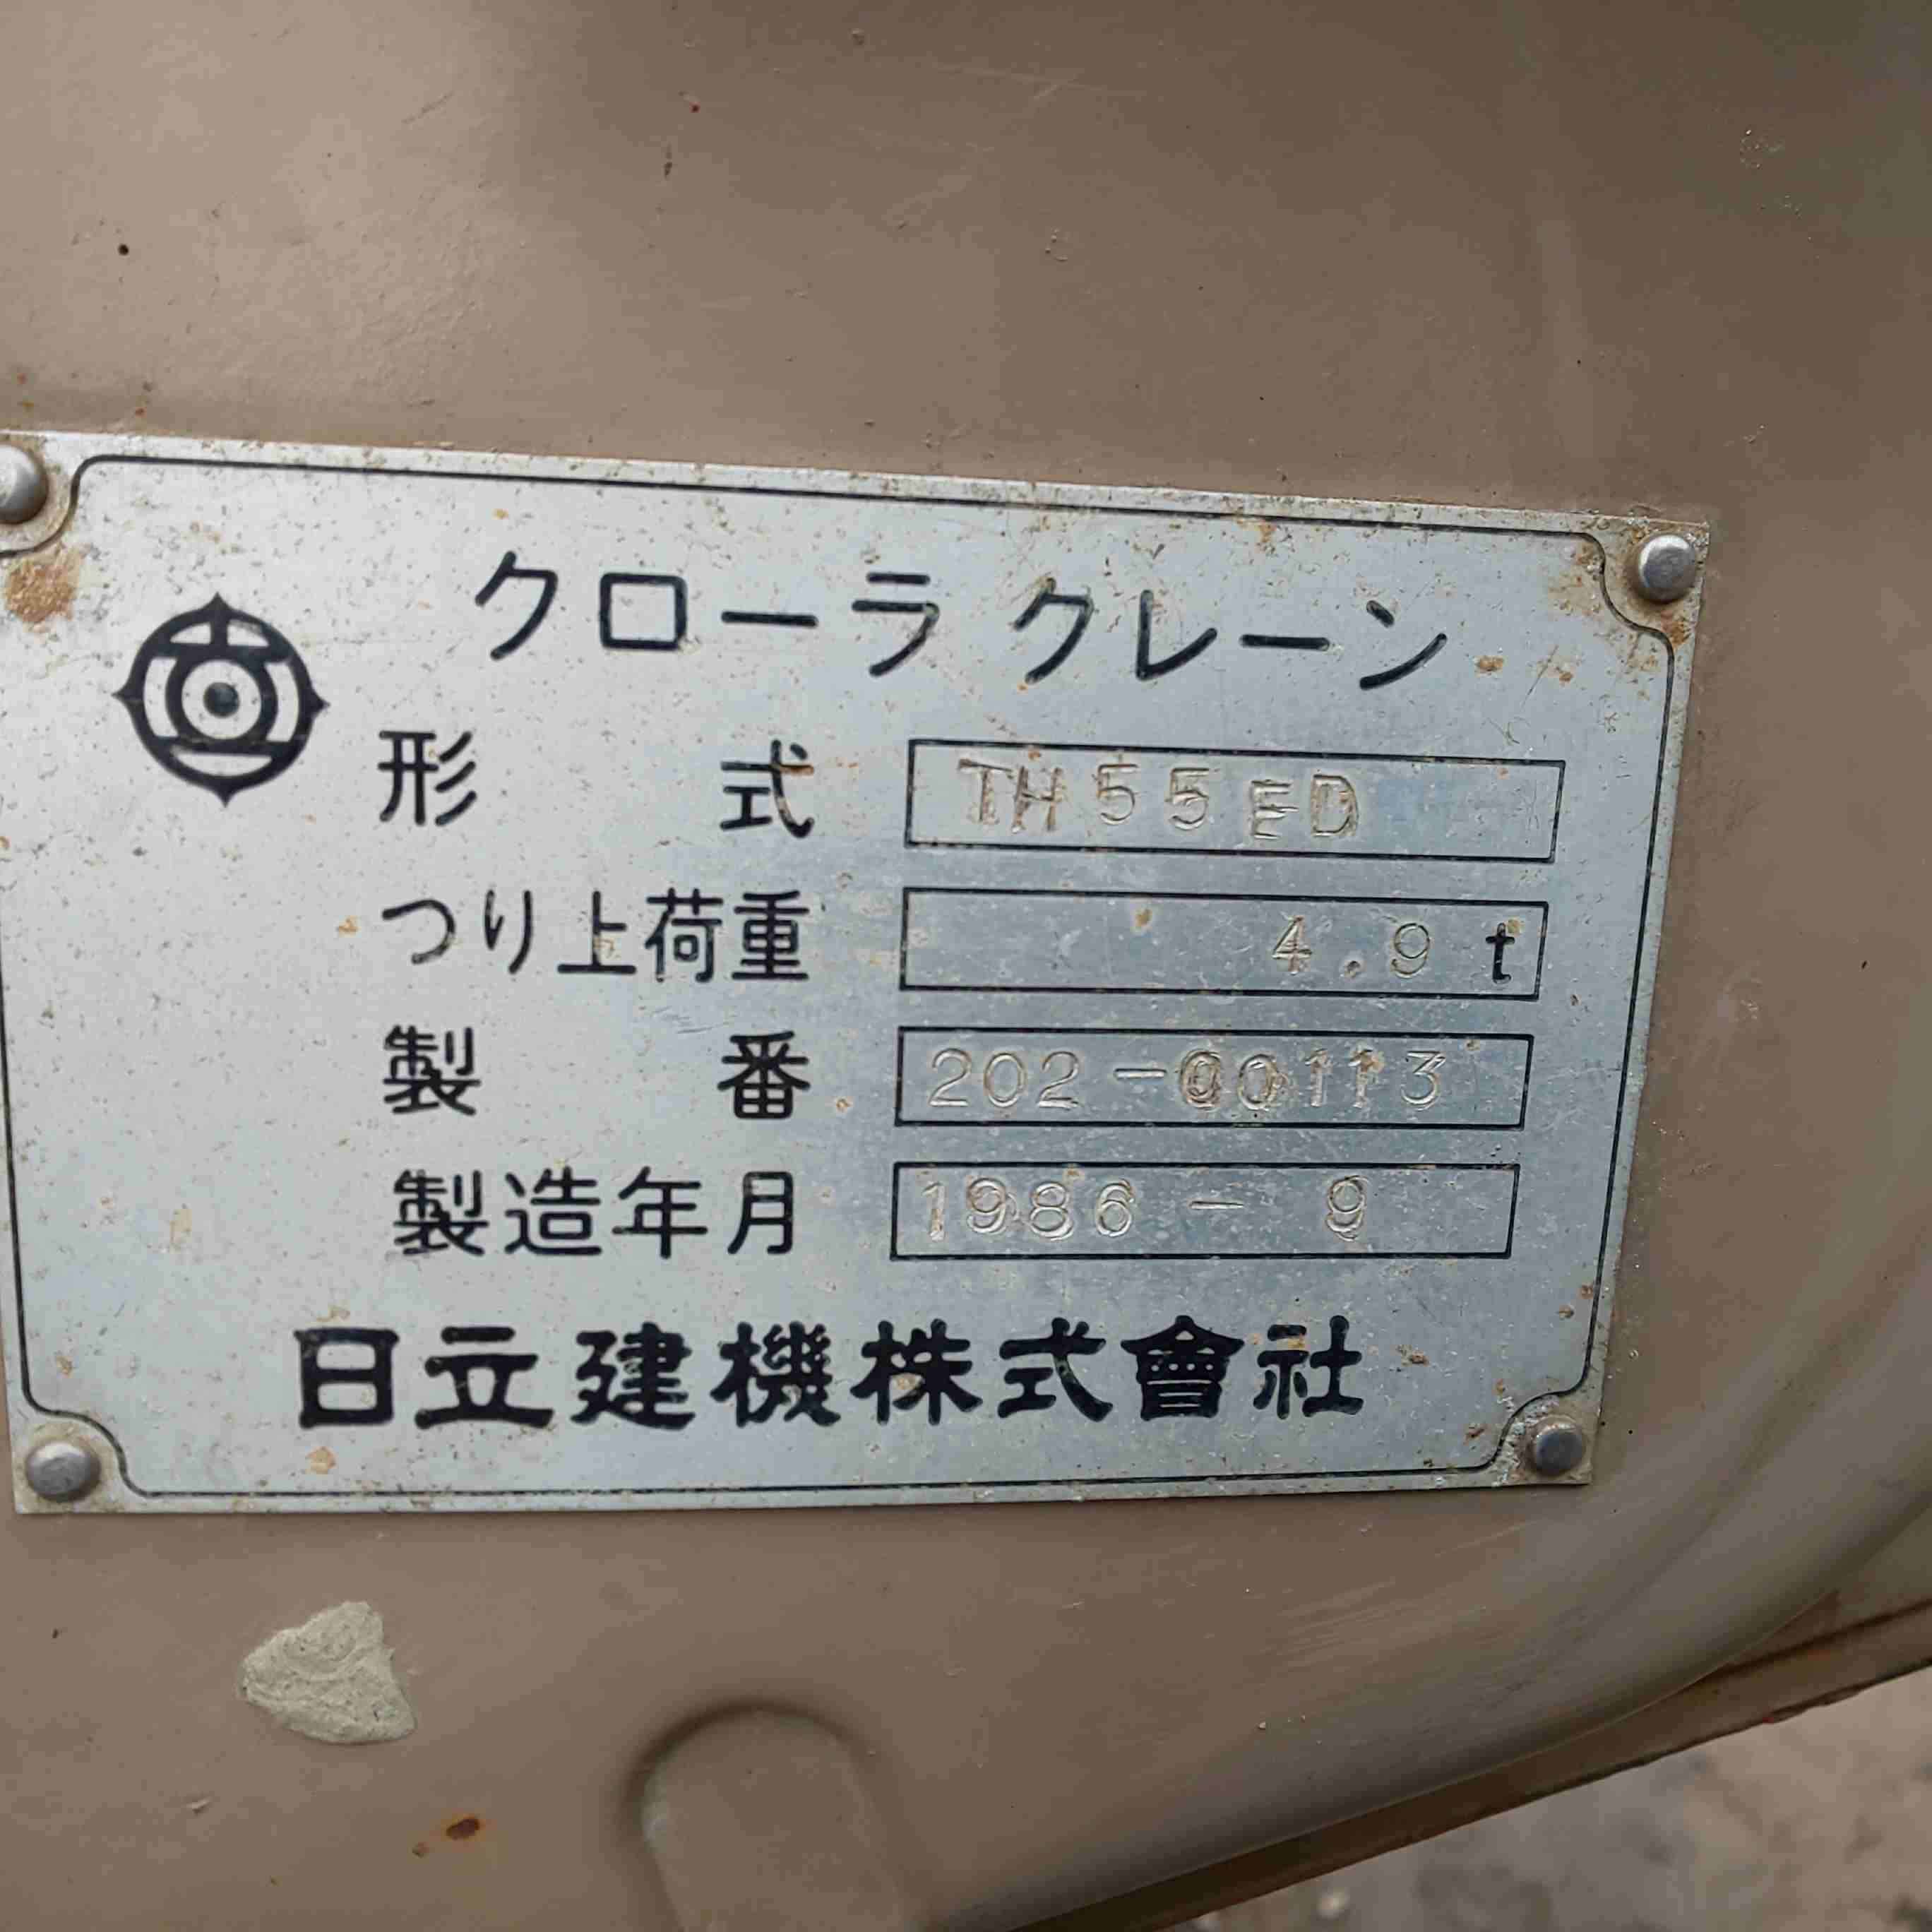 クローラクレーン
形式 TH55ED
つり上荷重 4.9 t
製番 202-00113
製造年月 1986-9
日立建機株式會社